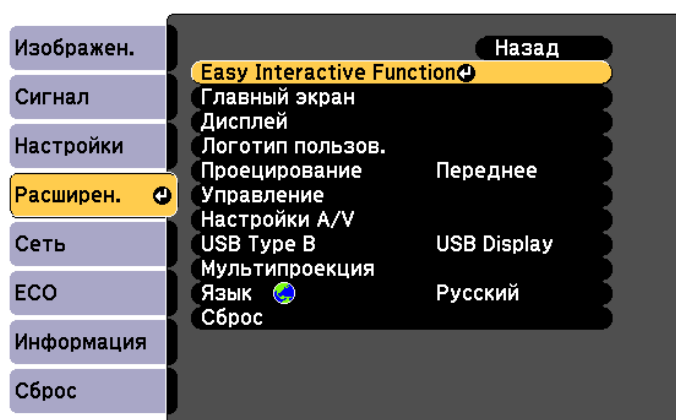 Изображен.
Сигнал
Настройки
Расширен.
Сеть
ECO
Информация
Сброс
Назад
Easy Interactive Function
Главный экран
Дисплей
Логотип пользов.
Проецирование Переднее
Управление
Настройки A/V
USB Type B USB Display
Мультипроекция
Язык Русский
Сброс